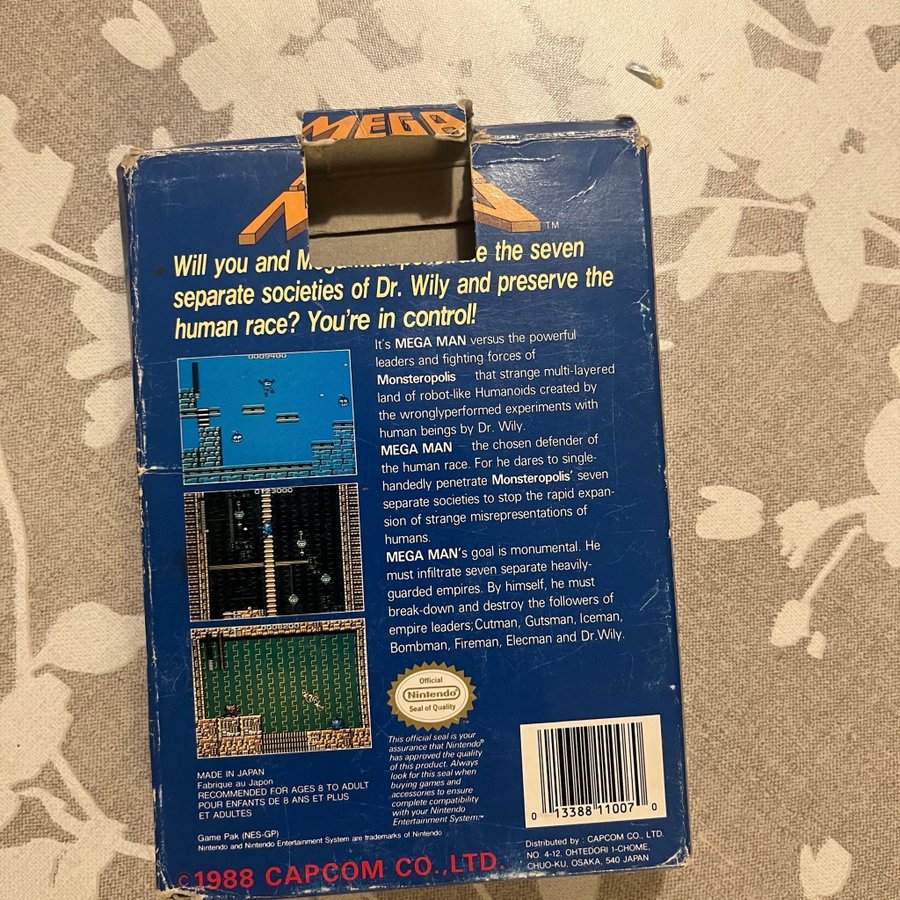 MEGA
TM
Will you and the seven
separate societies of Dr. Wily and preserve the
human race? You're in control!
It's MEGA MAN versus the powerful
leaders and fighting forces of
Monsteropolis — that strange multi-layered
land of robot-like Humanoids created by
the wronglyperformed experiments with
human beings by Dr. Wily.
MEGA MAN — the chosen defender of
the human race. For he dares to single-
handedly penetrate Monsteropolis' seven
separate societies to stop the rapid expan-
sion of strange misrepresentations of
humans.
MEGA MAN's goal is monumental. He
must infiltrate seven separate heavily-
guarded empires. By himself, he must
break-down and destroy the followers of
empire leaders; Cutman, Gutsman, Iceman,
Bombman, Fireman, Elecman and Dr. Wily.
0009400
0123000
Official
Nintendo
Seal of Quality
TM
This official seal is your
assurance that Nintendo®
has approved the quality
of this product. Always
look for this seal when
buying games and
accessories to ensure
complete compatibility
with your Nintendo
Entertainment System.™
MADE IN JAPAN
Fabrique au Japon
RECOMMENDED FOR AGES 8 TO ADULT
POUR ENFANTS DE 8 ANS ET PLUS
ET ADULTES
Game Pak (NES-GP)
Nintendo and Nintendo Entertainment System are trademarks of Nintendo
0 13388 11007 0
Distributed by : CAPCOM CO., LTD.
NO. 4-12, OHTEDORI 1-CHOME,
CHUO-KU, OSAKA, 540 JAPAN
©1988 CAPCOM CO.,LTD.